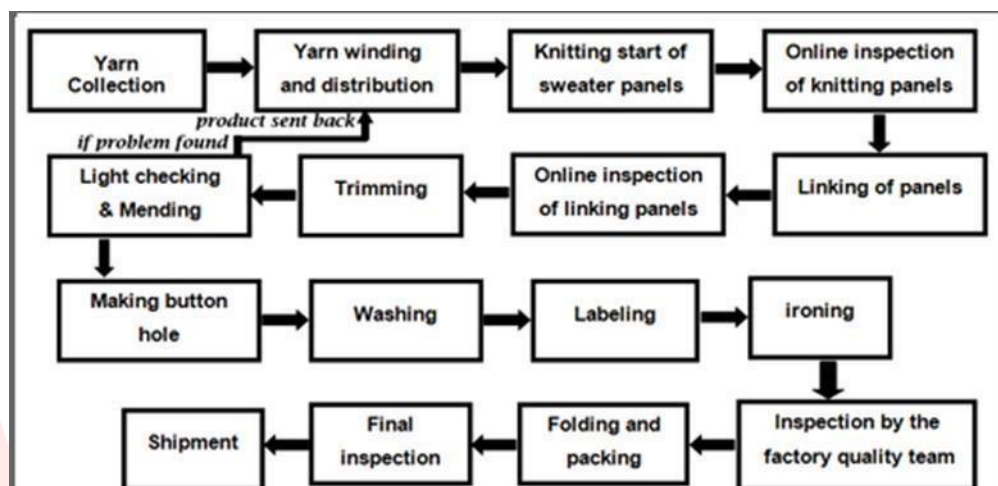 Yarn
Collection
Yarn winding
and distribution
Knitting start of
sweater panels
Online inspection
of knitting panels
product sent back
if problem found
Light checking
& Mending
Trimming
Online inspection
of linking panels
Linking of panels
Making button
hole
Washing
Labeling
ironing
Shipment
Final
inspection
Folding and
packing
Inspection by the
factory quality team